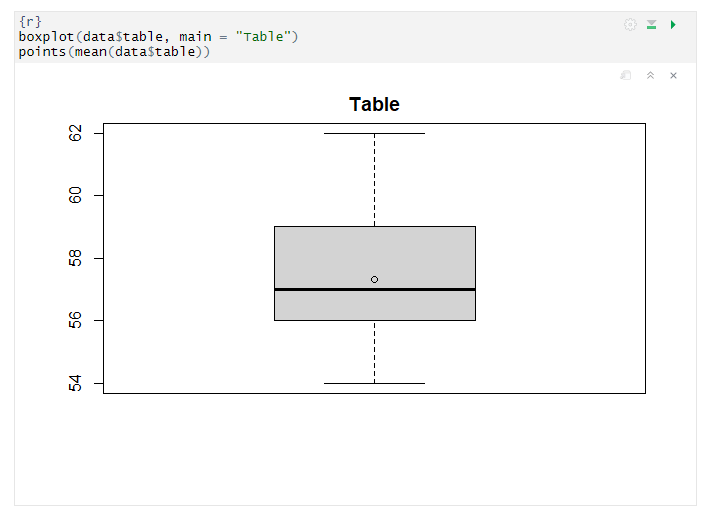 {r}
boxplot(data$table, main = "Table")
points(mean(data$table))
Table
62
60
58
56
54